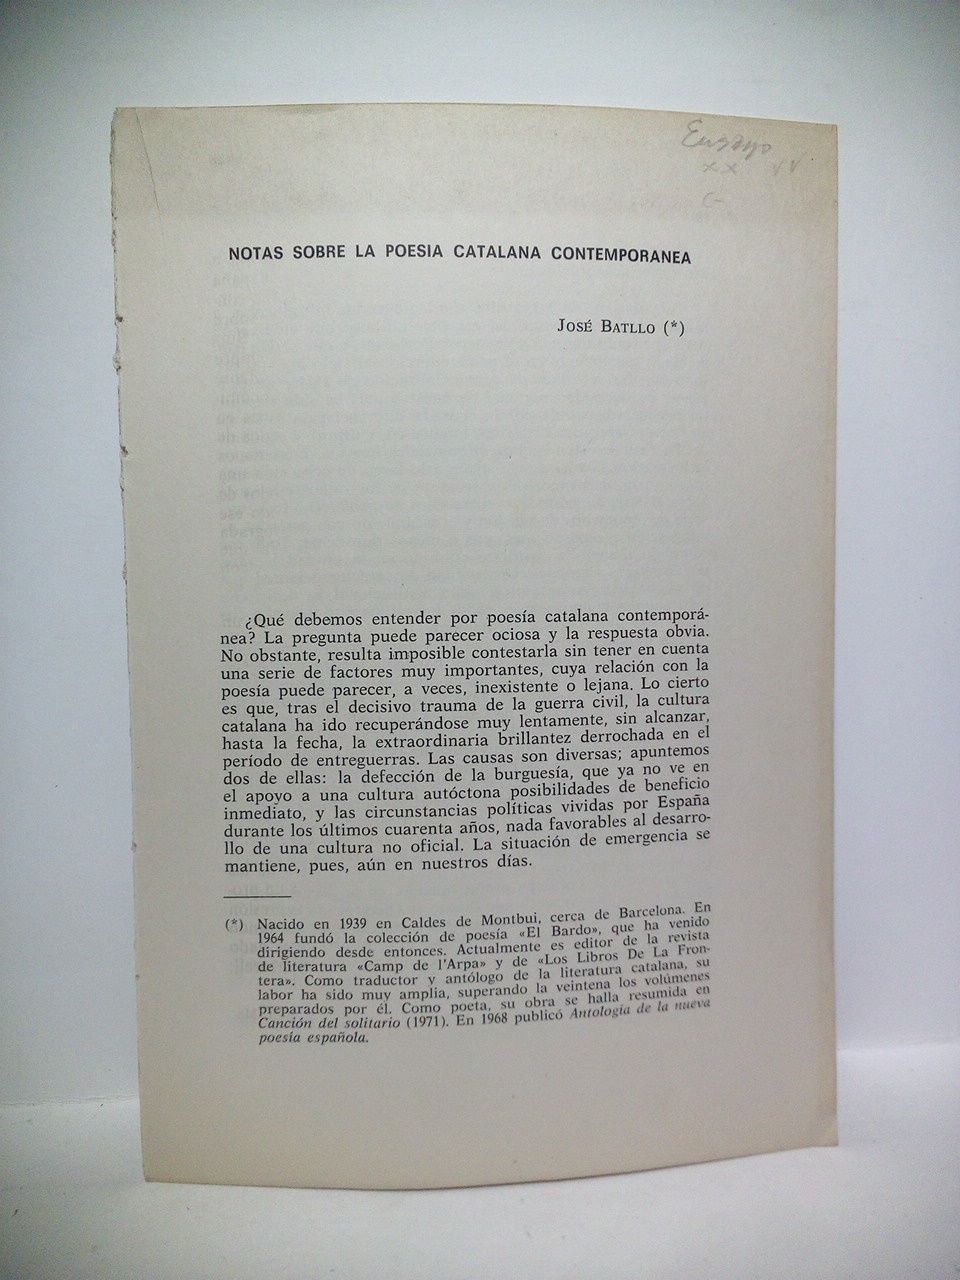 Ensayo
xx vv
C-
NOTAS SOBRE LA POESIA CATALANA CONTEMPORANEA
JOSÉ BATLLO (*)
¿Qué debemos entender por poesía catalana contemporá-
nea? La pregunta puede parecer ociosa y la respuesta obvia.
No obstante, resulta imposible contestarla sin tener en cuenta
una serie de factores muy importantes, cuya relación con la
poesía puede parecer, a veces, inexistente o lejana. Lo cierto
es que, tras el decisivo trauma de la guerra civil, la cultura
catalana ha ido recuperándose muy lentamente, sin alcanzar,
hasta la fecha, la extraordinaria brillantez derrochada en el
período de entreguerras. Las causas son diversas; apuntemos
dos de ellas: la defección de la burguesía, que ya no ve en
el apoyo a una cultura autóctona posibilidades de beneficio
inmediato, y las circunstancias políticas vividas por España
durante los últimos cuarenta años, nada favorables al desarro-
llo de una cultura no oficial. La situación de emergencia se
mantiene, pues, aún en nuestros días.
(*) Nacido en 1939 en Caldes de Montbui, cerca de Barcelona. En
1964 fundó la colección de poesía «El Bardo», que ha venido
dirigiendo desde entonces. Actualmente es editor de la revista
de literatura «Camp de l'Arpa» y de «Los Libros De La Fron-
tera». Como traductor y antólogo de la literatura catalana, su
labor ha sido muy amplia, superando la veintena los volúmenes
preparados por él. Como poeta, su obra se halla resumida en
Canción del solitario (1971). En 1968 publicó Antología de la nueva
poesía española.